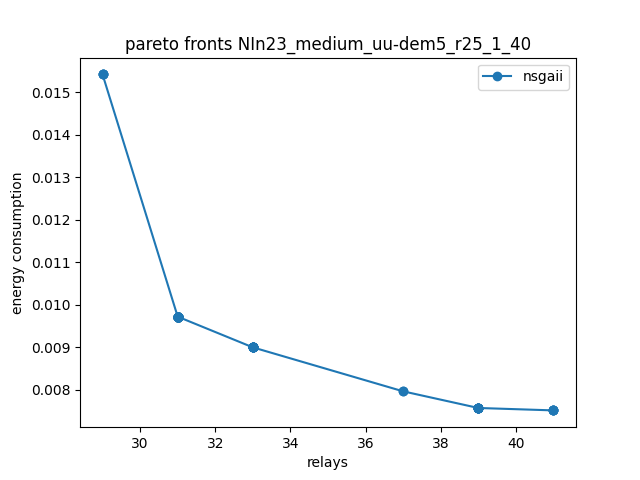 pareto fronts NIn23_medium_uu-dem5_r25_1_40
nsgaii
energy consumption
0.015
0.014
0.013
0.012
0.011
0.010
0.009
0.008
30 32 34 36 38 40
relays